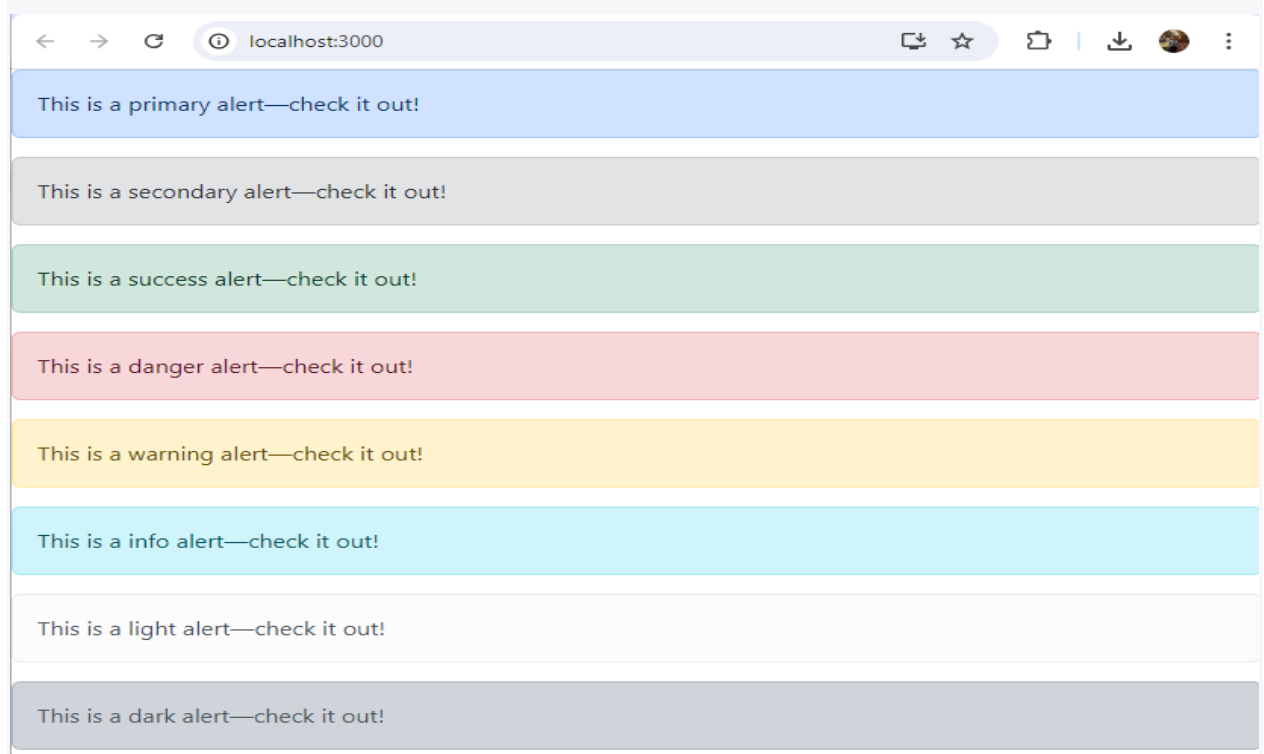 localhost:3000
This is a primary alert—check it out!
This is a secondary alert—check it out!
This is a success alert—check it out!
This is a danger alert—check it out!
This is a warning alert—check it out!
This is a info alert—check it out!
This is a light alert—check it out!
This is a dark alert—check it out!